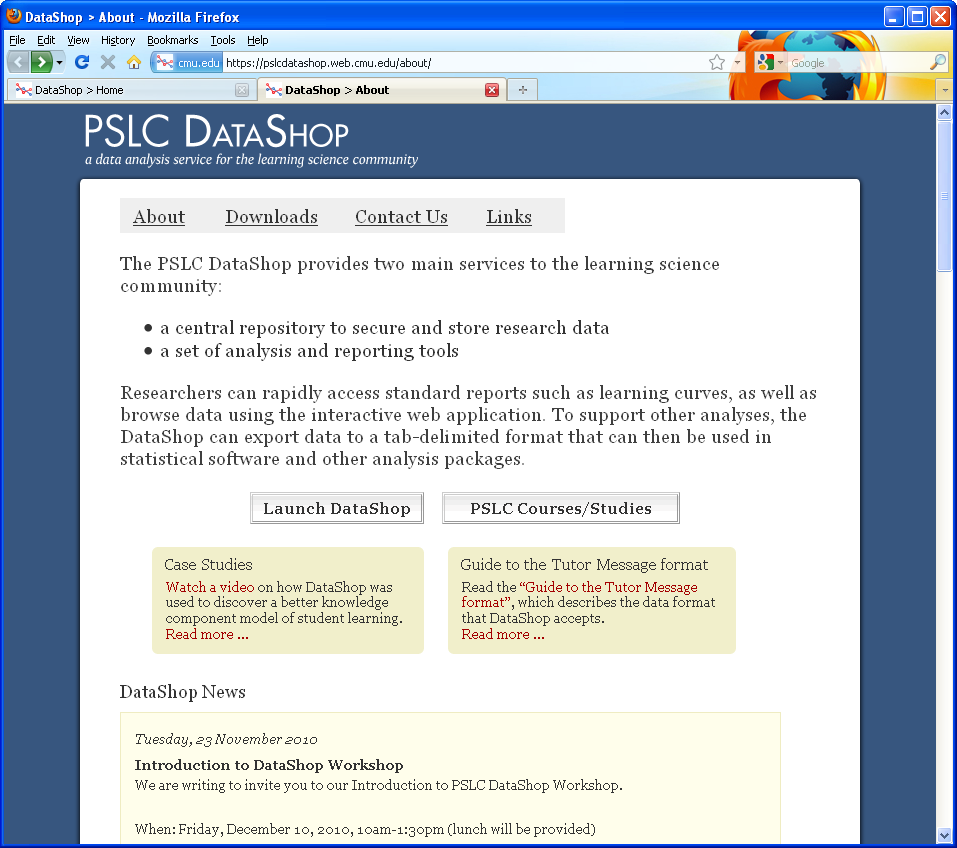 DataShop > About - Mozilla Firefox
File Edit View History Bookmarks Tools Help
cmu.edu https://pslcdatashop.web.cmu.edu/about/ Google
DataShop > Home DataShop > About
PSLC DataShop
a data analysis service for the learning science community
About Downloads Contact Us Links
The PSLC DataShop provides two main services to the learning science
community:
• a central repository to secure and store research data
• a set of analysis and reporting tools
Researchers can rapidly access standard reports such as learning curves, as well as
browse data using the interactive web application. To support other analyses, the
DataShop can export data to a tab-delimited format that can then be used in
statistical software and other analysis packages.
Launch DataShop PSLC Courses/Studies
Case Studies
Watch a video on how DataShop was
used to discover a better knowledge
component model of student learning.
Read more ...
Guide to the Tutor Message format
Read the “Guide to the Tutor Message
format”, which describes the data format
that DataShop accepts.
Read more ...
DataShop News
Tuesday, 23 November 2010
Introduction to DataShop Workshop
We are writing to invite you to our Introduction to PSLC DataShop Workshop.
When: Friday, December 10, 2010, 10am-1:30pm (lunch will be provided)